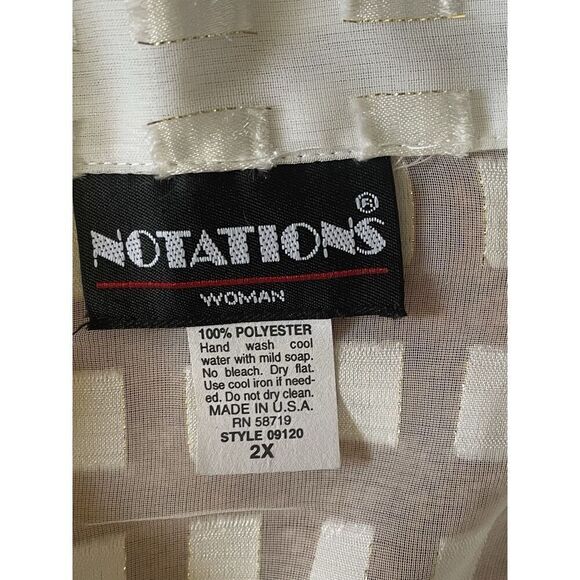 NOTATIONS®
WOMAN
100% POLYESTER
Hand wash cool
water with mild soap.
No bleach. Dry flat.
Use cool iron if need-
ed. Do not dry clean.
MADE IN U.S.A.
RN 58719
STYLE 09120
2X